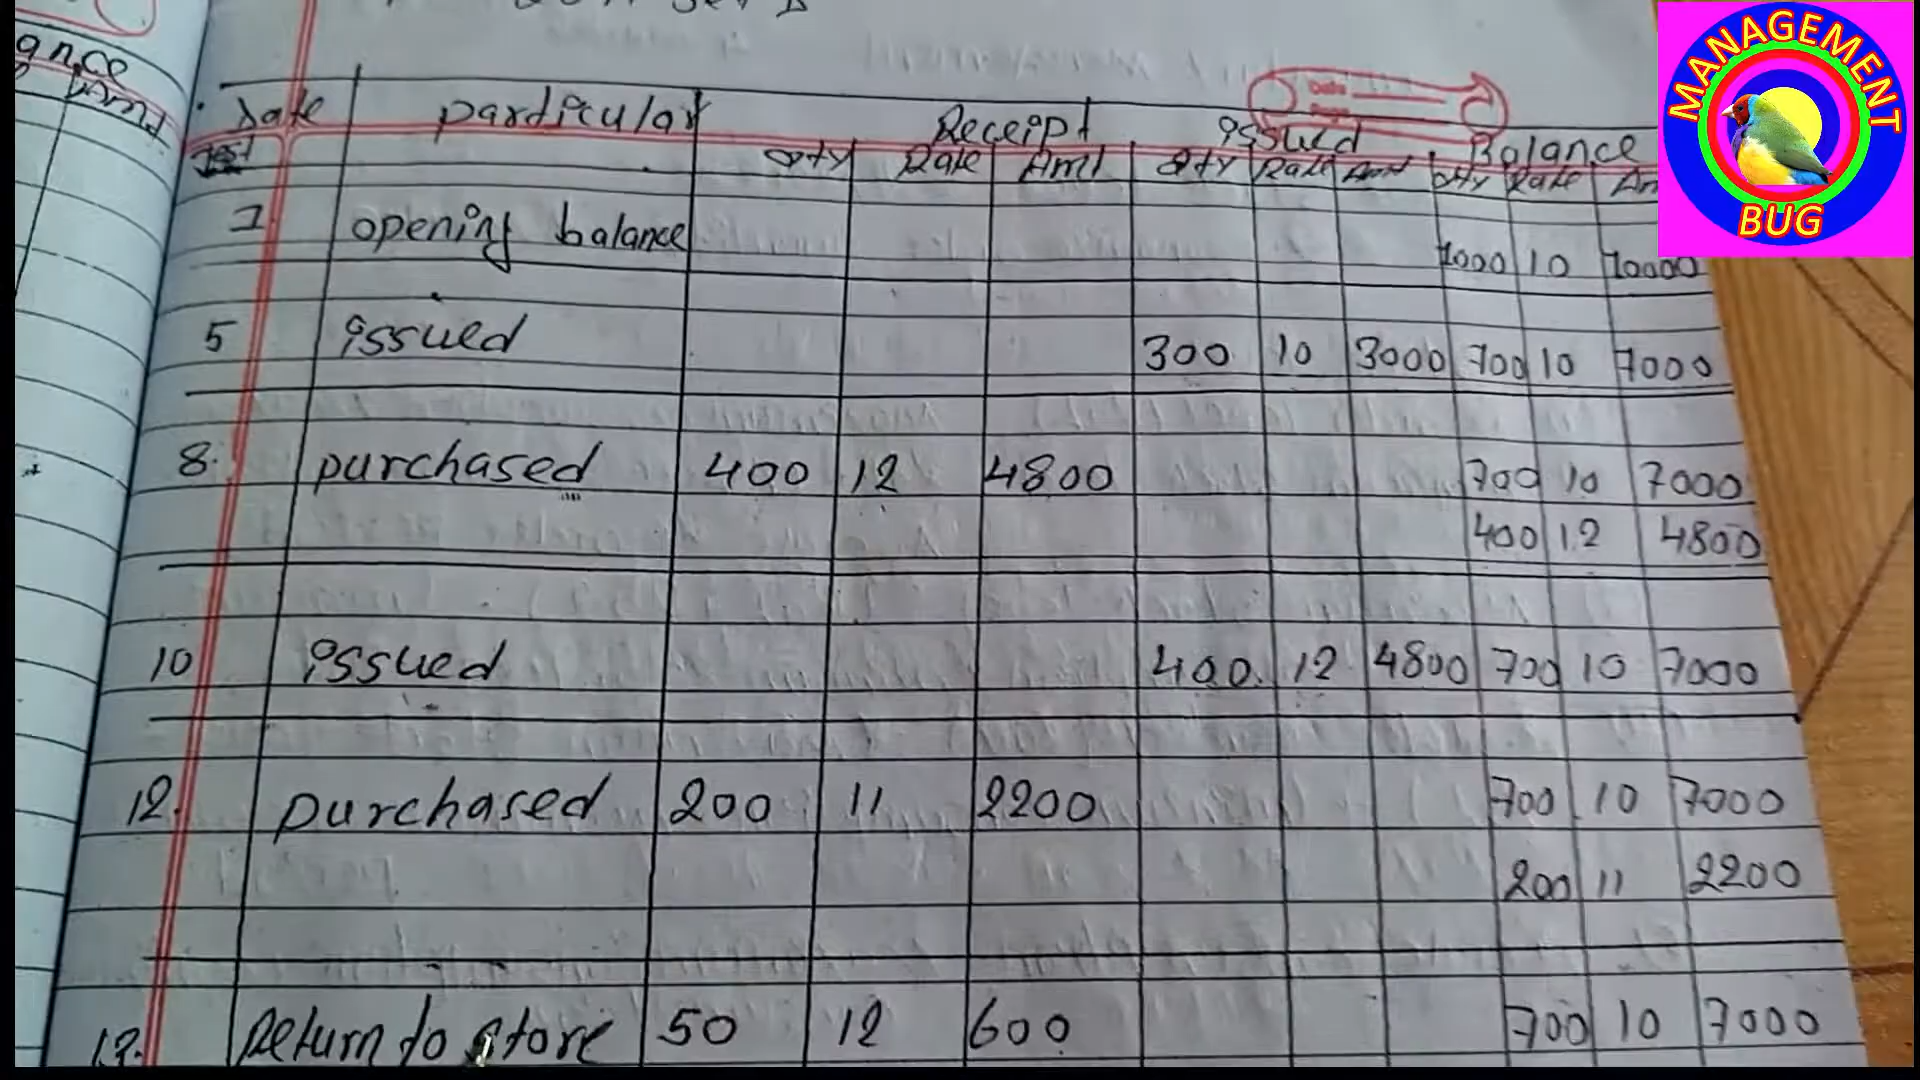 MANAGEMENT
BUG
Date particular Receipt issued Balance
Qty Rate Amt Qty Rate Amt Qty Rate Am
1 opening balance 1000 10 10000
5 issued 300 10 3000 700 10 7000
8. purchased 400 12 4800 700 10 7000
400 12 4800
10 issued 400 12 4800 700 10 7000
12. purchased 200 11 2200 700 10 7000
200 11 2200
Return to store 50 12 600 700 10 7000